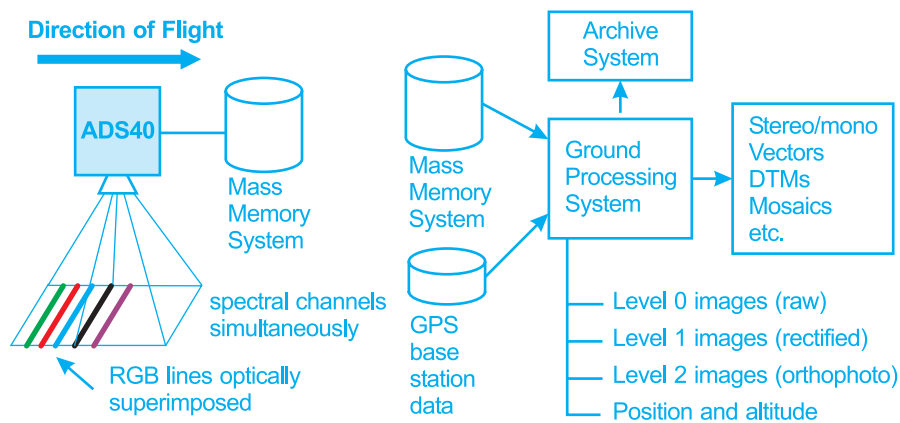 Direction of Flight
ADS40
Mass
Memory
System
spectral channels
simultaneously
RGB lines optically
superimposed
Archive
System
Mass
Memory
System
Ground
Processing
System
Stereo/mono
Vectors
DTMs
Mosaics
etc.
GPS
base
station
data
Level 0 images (raw)
Level 1 images (rectified)
Level 2 images (orthophoto)
Position and altitude